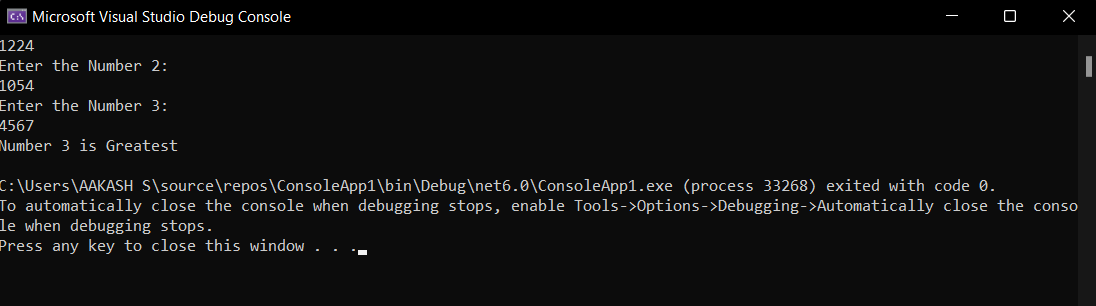 Microsoft Visual Studio Debug Console
1224
Enter the Number 2:
1054
Enter the Number 3:
4567
Number 3 is Greatest
C:\Users\AAKASH S\source\repos\ConsoleApp1\bin\Debug\net6.0\ConsoleApp1.exe (process 33268) exited with code 0.
To automatically close the console when debugging stops, enable Tools->Options->Debugging->Automatically close the conso
le when debugging stops.
Press any key to close this window . . .